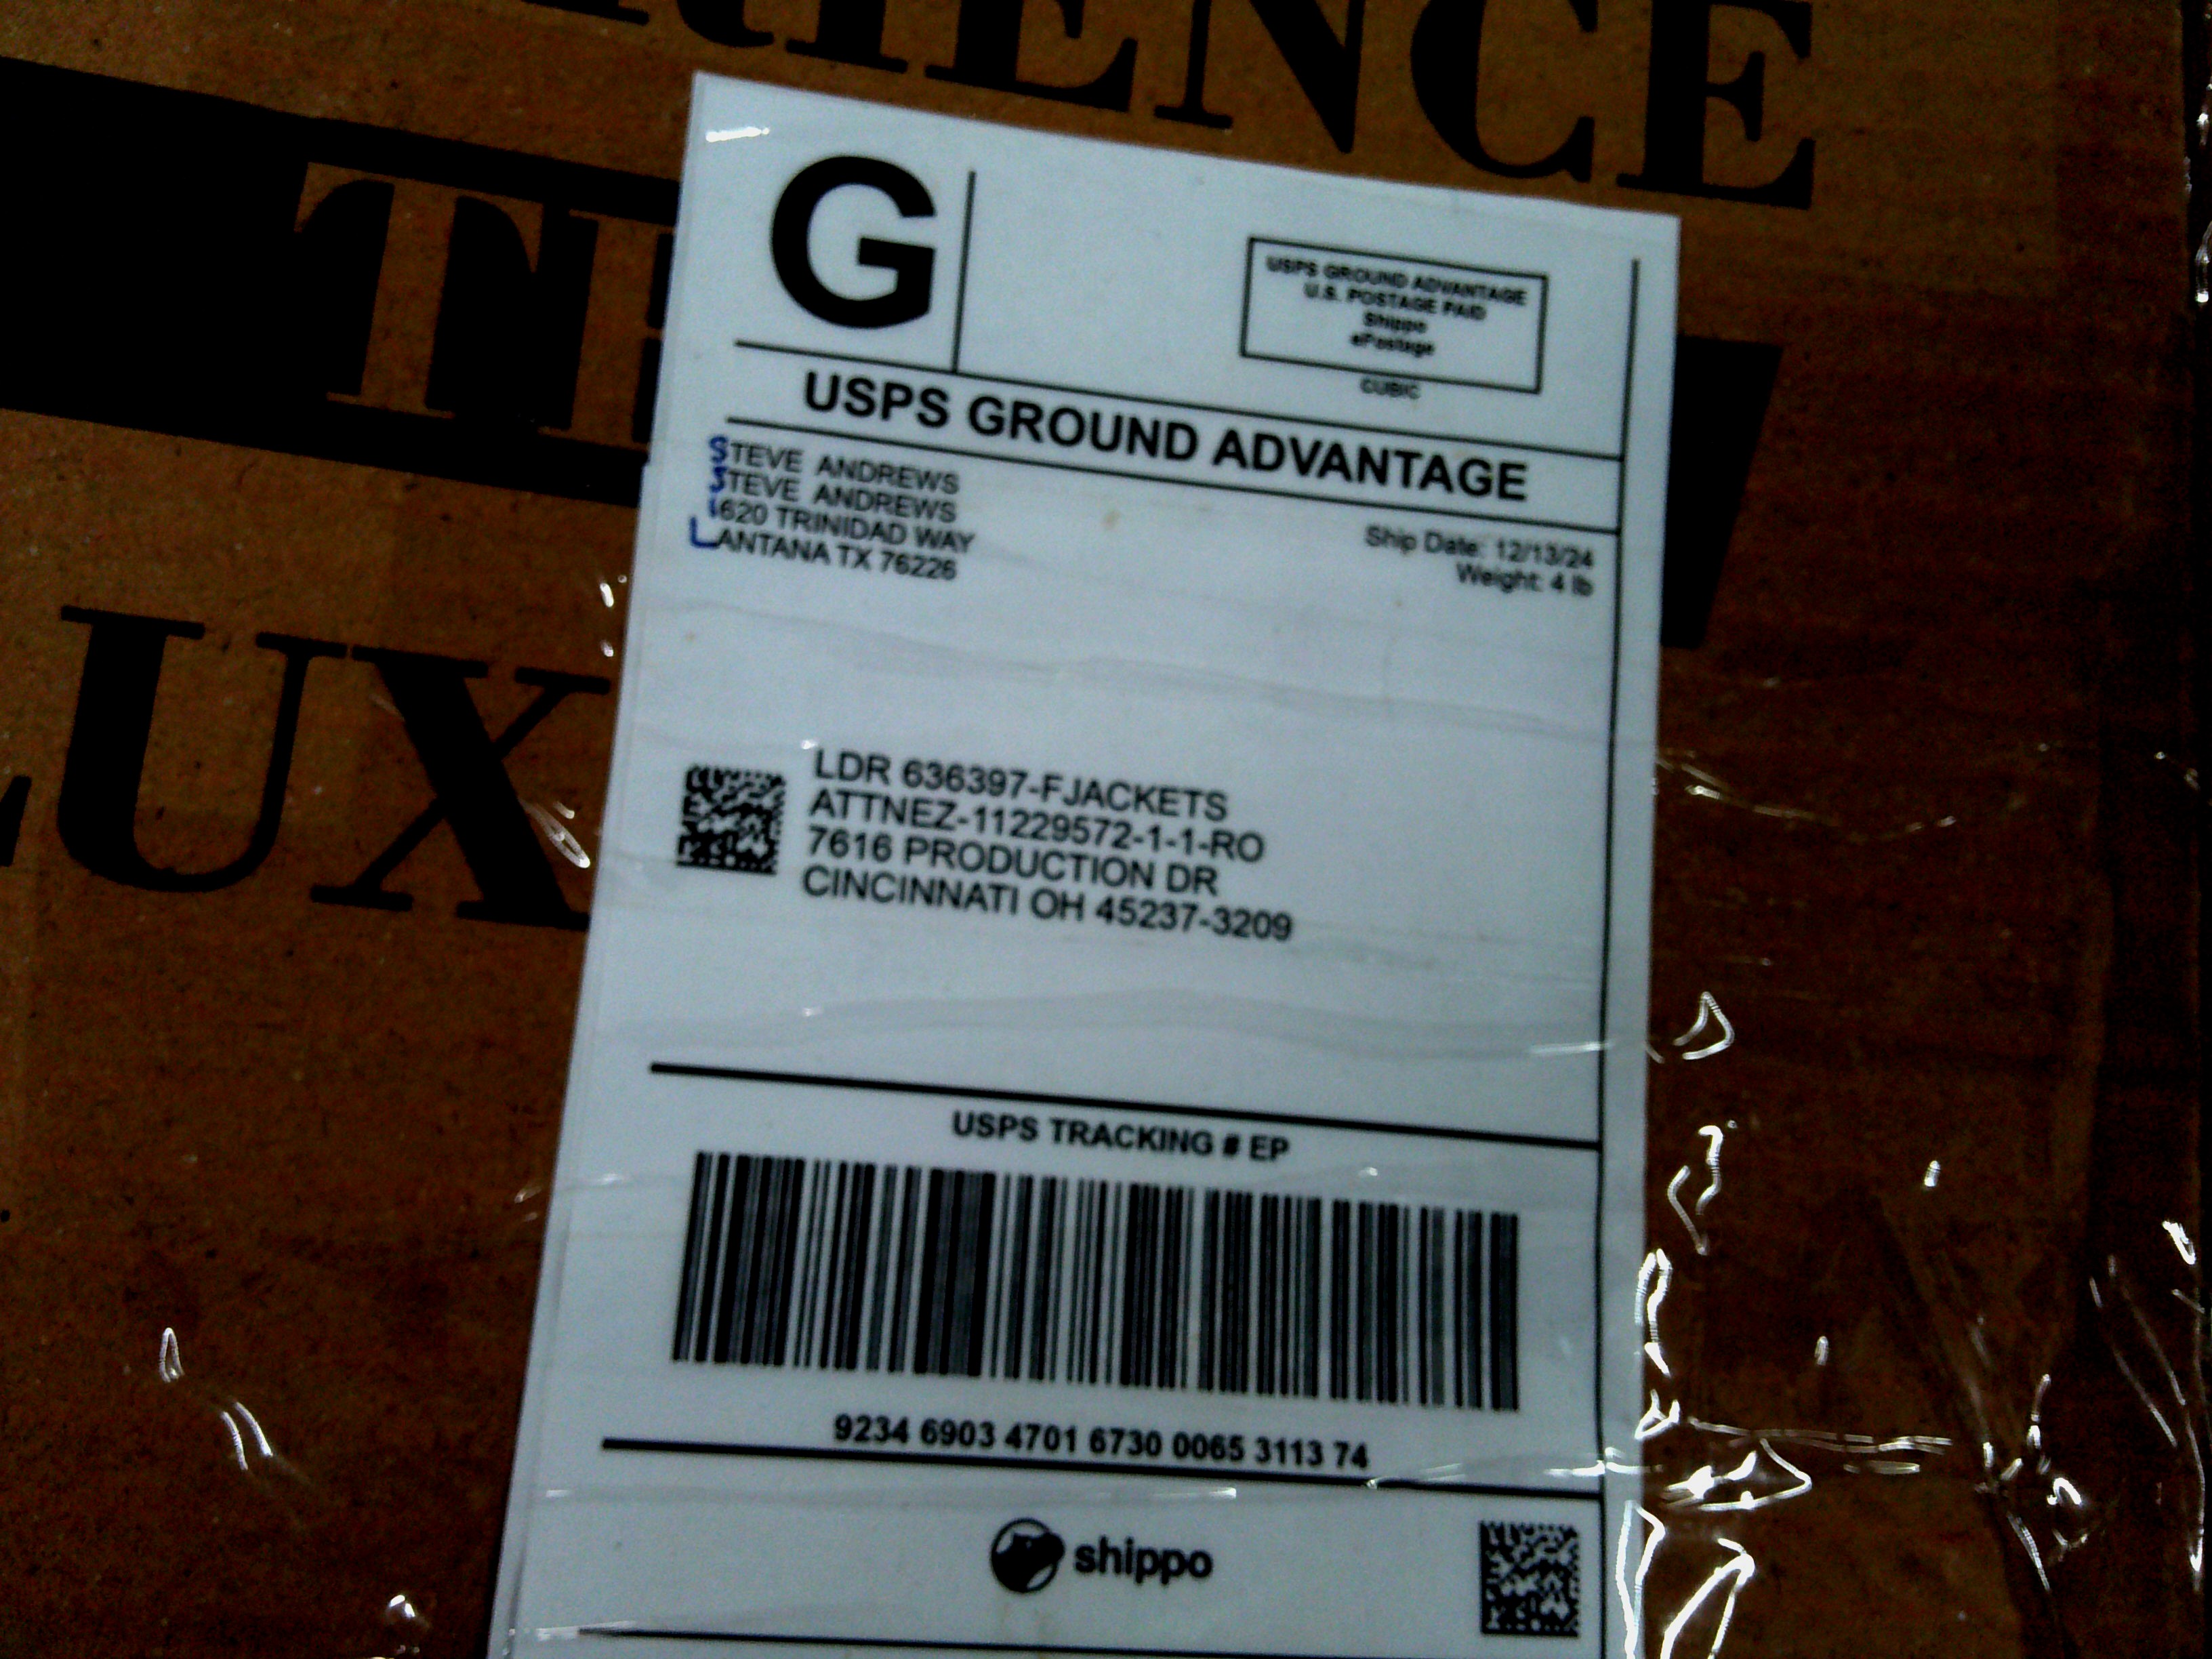 RIENCE
THE
LUX
G
USPS GROUND ADVANTAGE
U.S. POSTAGE PAID
Shippo
ePostage
CUBIC
USPS GROUND ADVANTAGE
STEVE ANDREWS
STEVE ANDREWS
1620 TRINIDAD WAY
LANTANA TX 76226
Ship Date: 12/13/24
Weight: 4 lb
LDR 636397-FJACKETS
ATTNEZ-11229572-1-1-RO
7616 PRODUCTION DR
CINCINNATI OH 45237-3209
USPS TRACKING # EP
9234 6903 4701 6730 0065 3113 74
shippo